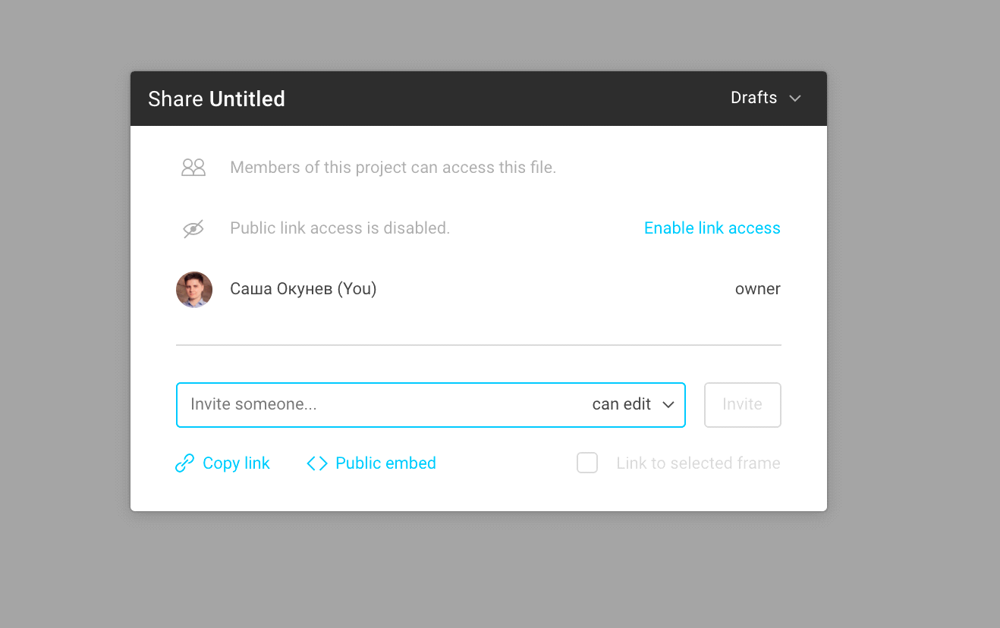 Share Untitled
Drafts
Members of this project can access this file.
Public link access is disabled.
Enable link access
Саша Окунев (You)
owner
Invite someone...
can edit
Invite
Copy link
Public embed
Link to selected frame